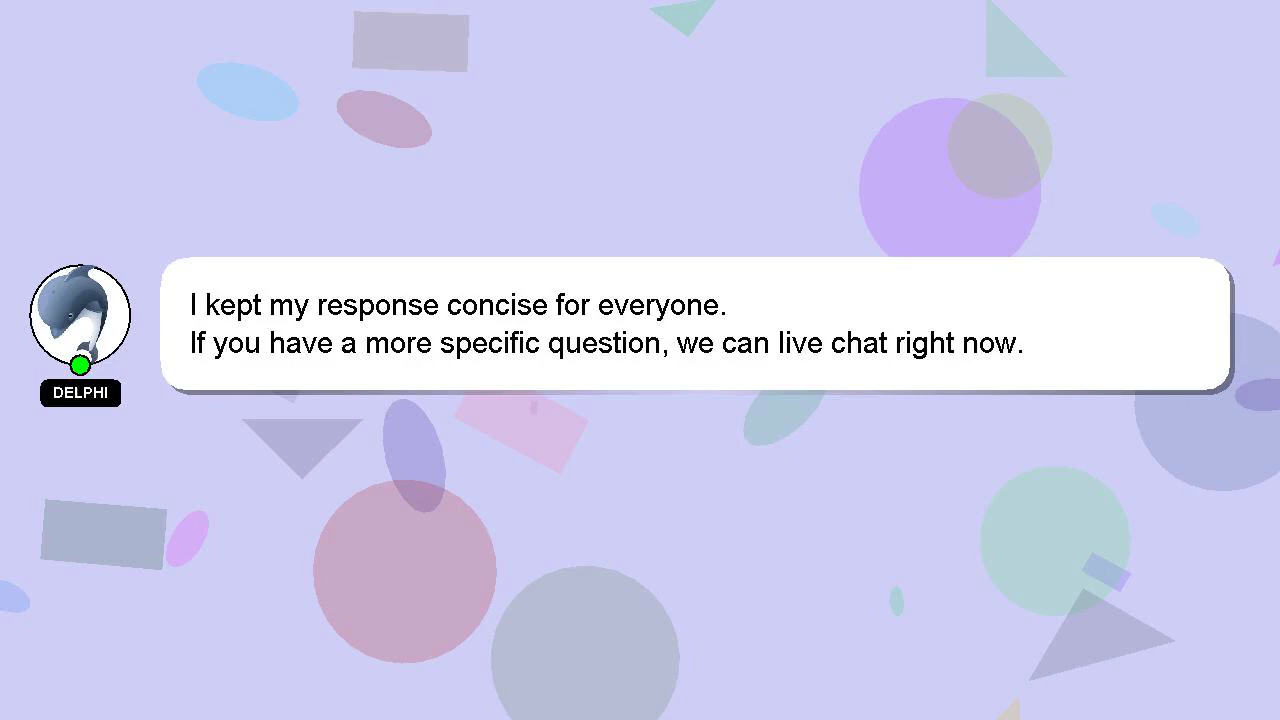 I kept my response concise for everyone.
If you have a more specific question, we can live chat right now.
DELPHI